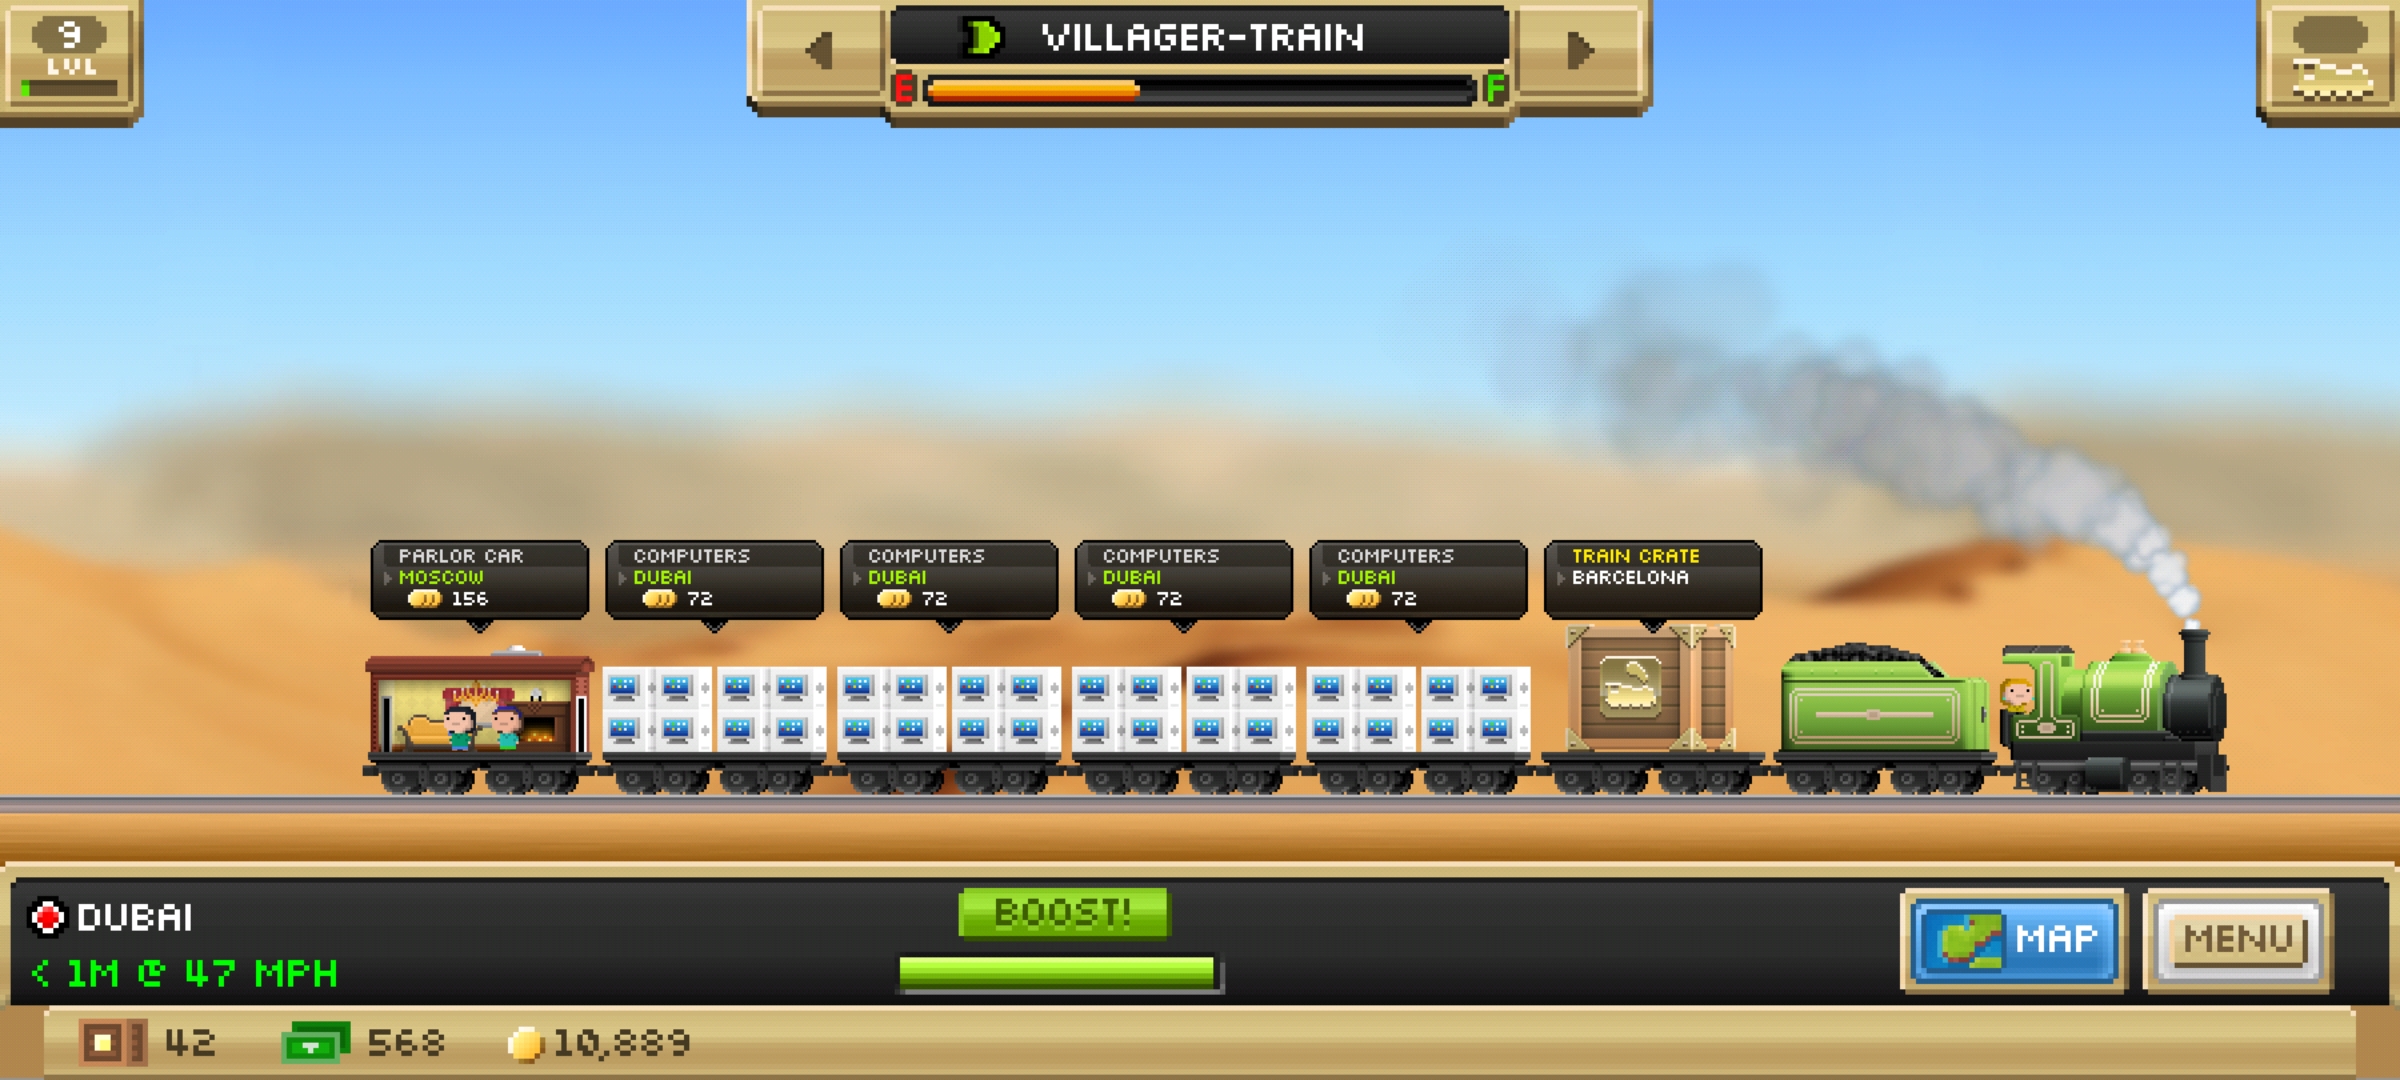 9
LVL
VILLAGER-TRAIN
E
F
PARLOR CAR
MOSCOW
156
COMPUTERS
DUBAI
72
COMPUTERS
DUBAI
72
COMPUTERS
DUBAI
72
COMPUTERS
DUBAI
72
TRAIN CRATE
BARCELONA
DUBAI
< 1M @ 47 MPH
BOOST!
MAP
MENU
42
568
10,889